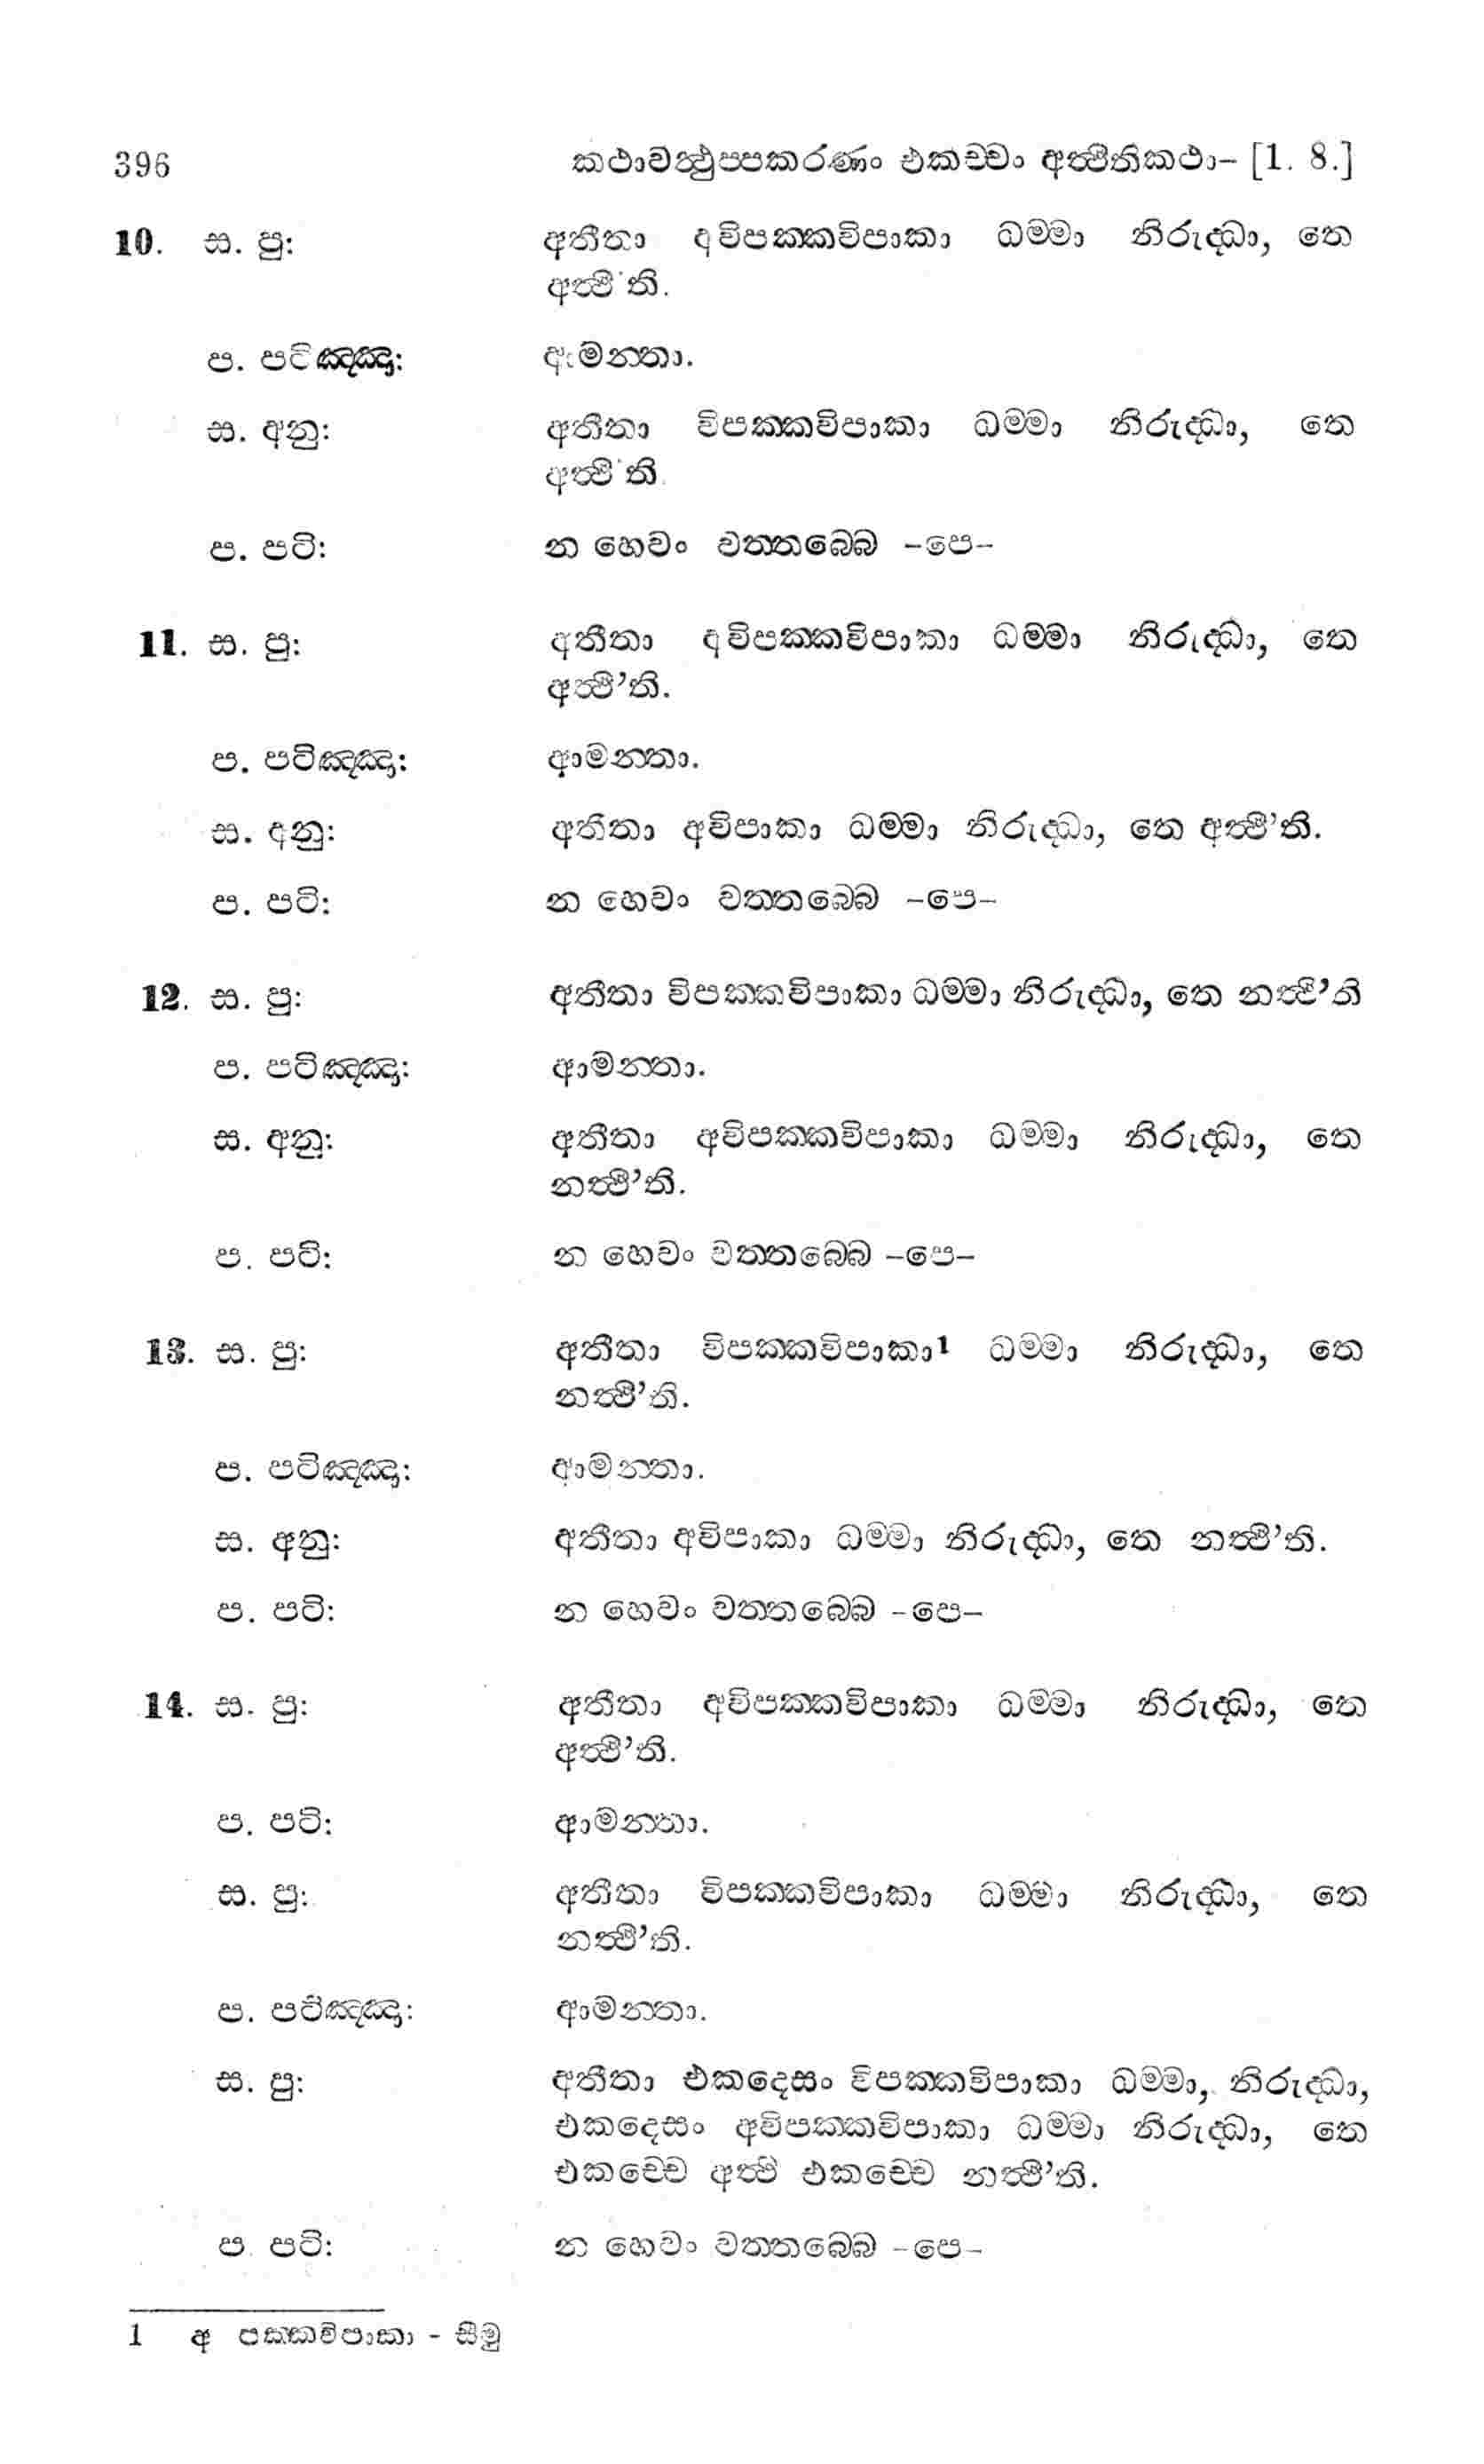 396 කථාවත්ථුප්පකරණං එකච්චං අත්ථීතිකථා- [1. 8.]
10. ස. පු: අතීතා අවිපක්කවිපාකා ධම්මා නිරුද්ධා, තෙ
අත්ථි'ති.
ප. පටිඤ්ඤා: ආමන්තා.
ස. අනු: අතීතා විපක්කවිපාකා ධම්මා නිරුද්ධා, තෙ
අත්ථි'ති.
ප. පටි: න හෙවං වත්තබ්බෙ -පෙ-
11. ස. පු: අතීතා අවිපක්කවිපාකා ධම්මා නිරුද්ධා, තෙ
අත්ථි'ති.
ප. පටිඤ්ඤා: ආමන්තා.
ස. අනු: අතීතා අවිපාකා ධම්මා නිරුද්ධා, තෙ අත්ථි'ති.
ප. පටි: න හෙවං වත්තබ්බෙ -පෙ-
12. ස. පු: අතීතා විපක්කවිපාකා ධම්මා නිරුද්ධා, තෙ නත්ථි'ති
ප. පටිඤ්ඤා: ආමන්තා.
ස. අනු: අතීතා අවිපක්කවිපාකා ධම්මා නිරුද්ධා, තෙ
නත්ථි'ති.
ප. පටි: න හෙවං වත්තබ්බෙ -පෙ-
13. ස. පු: අතීතා විපක්කවිපාකා¹ ධම්මා නිරුද්ධා, තෙ
නත්ථි'ති.
ප. පටිඤ්ඤා: ආමන්තා.
ස. අනු: අතීතා අවිපාකා ධම්මා නිරුද්ධා, තෙ නත්ථි'ති.
ප. පටි: න හෙවං වත්තබ්බෙ -පෙ-
14. ස. පු: අතීතා අවිපක්කවිපාකා ධම්මා නිරුද්ධා, තෙ
අත්ථි'ති.
ප. පටි: ආමන්තා.
ස. පු: අතීතා විපක්කවිපාකා ධම්මා නිරුද්ධා, තෙ
නත්ථි'ති.
ප. පටිඤ්ඤා: ආමන්තා.
ස. පු: අතීතා එකදෙසං විපක්කවිපාකා ධම්මා, නිරුද්ධා,
එකදෙසං අවිපක්කවිපාකා ධම්මා නිරුද්ධා, තෙ
එකච්චෙ අත්ථි එකච්චෙ නත්ථි'ති.
ප. පටි: න හෙවං වත්තබ්බෙ -පෙ-
1 අ පක්කවිපාකා - සීමු